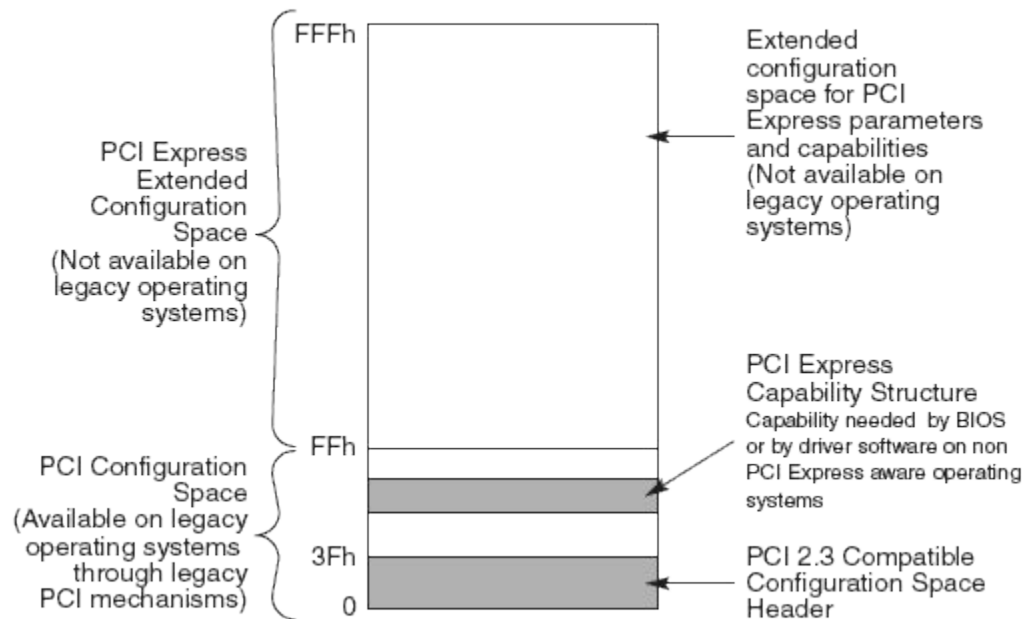 FFFh
PCI Express
Extended
Configuration
Space
(Not available on
legacy operating
systems)
Extended
configuration
space for PCI
Express parameters
and capabilities
(Not available on
legacy operating
systems)
FFh
PCI Configuration
Space
(Available on legacy
operating systems
through legacy
PCI mechanisms)
3Fh
0
PCI Express
Capability Structure
Capability needed by BIOS
or by driver software on non
PCI Express aware operating
systems
PCI 2.3 Compatible
Configuration Space
Header